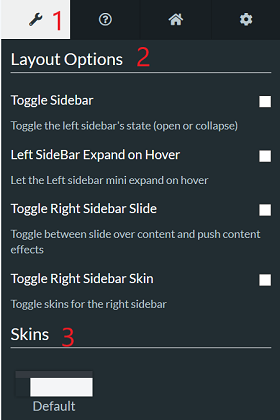 1
Layout Options 2
Toggle Sidebar
Toggle the left sidebar's state (open or collapse)
Left SideBar Expand on Hover
Let the Left sidebar mini expand on hover
Toggle Right Sidebar Slide
Toggle between slide over content and push content
effects
Toggle Right Sidebar Skin
Toggle skins for the right sidebar
Skins 3
Default